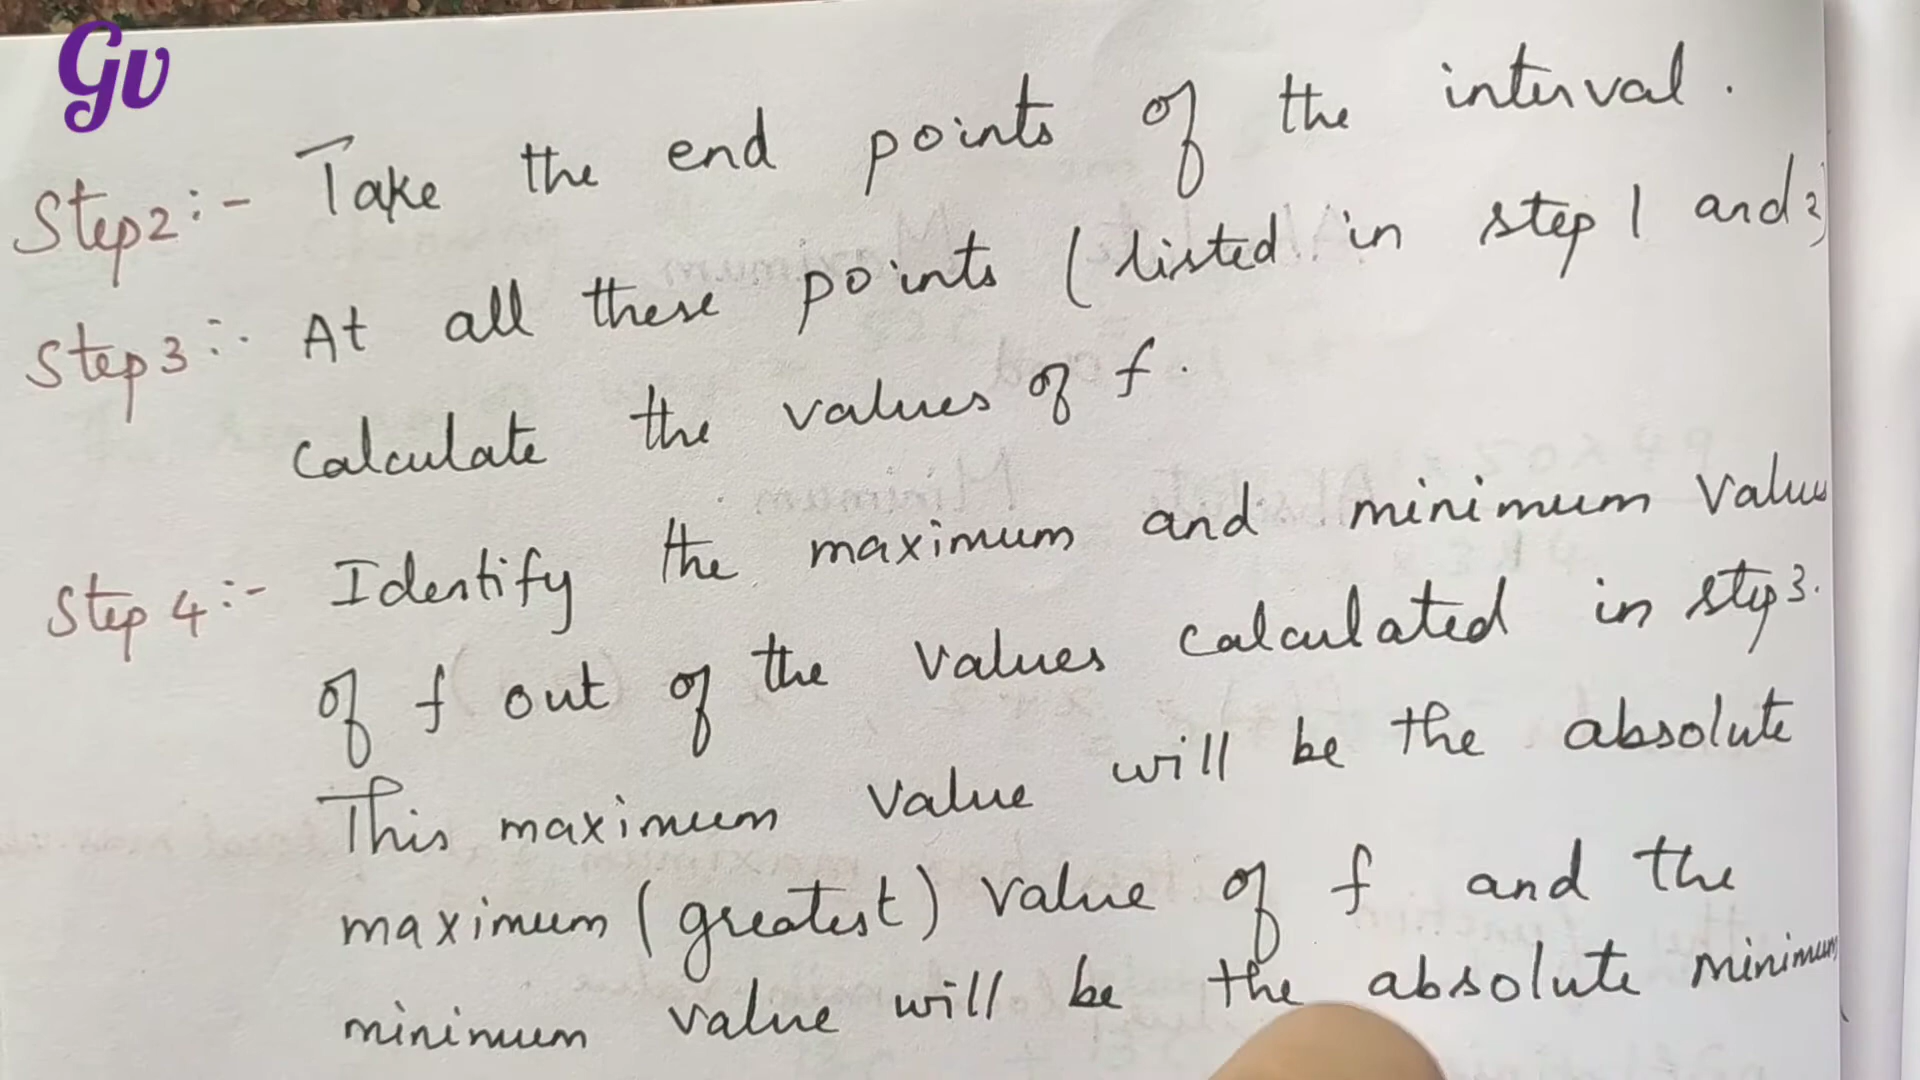 Gv
Step2:- Take the end points of the interval.
Step3:- At all these points (listed in step 1 and 2)
calculate the values of f.
Step 4:- Identify the maximum and minimum values
of f out of the values calculated in step3.
This maximum value will be the absolute
maximum (greatest) value of f and the
minimum value will be the absolute minimum